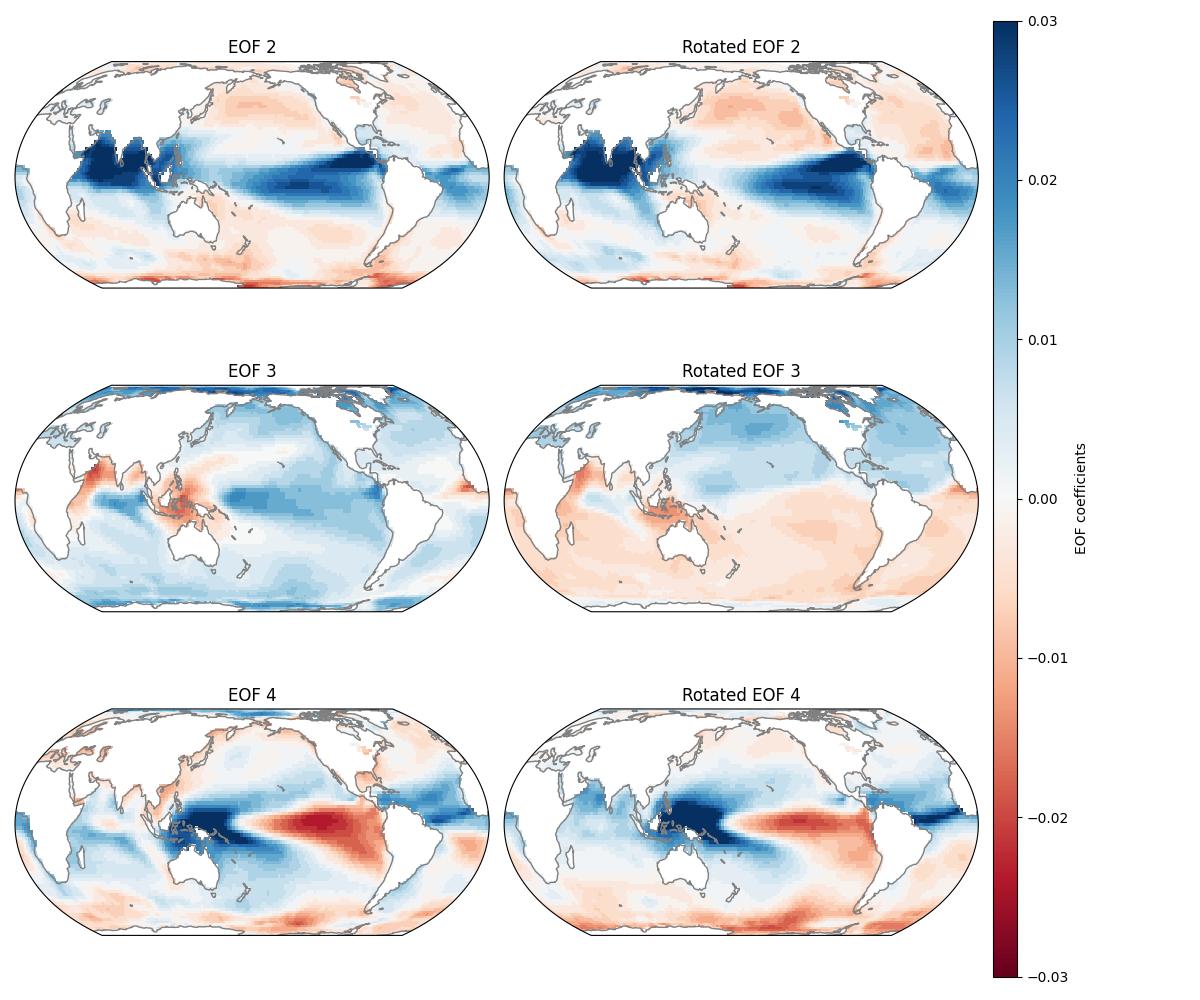 EOF 2
Rotated EOF 2
EOF 3
Rotated EOF 3
EOF 4
Rotated EOF 4
0.03
0.02
0.01
0.00
−0.01
−0.02
−0.03
EOF coefficients